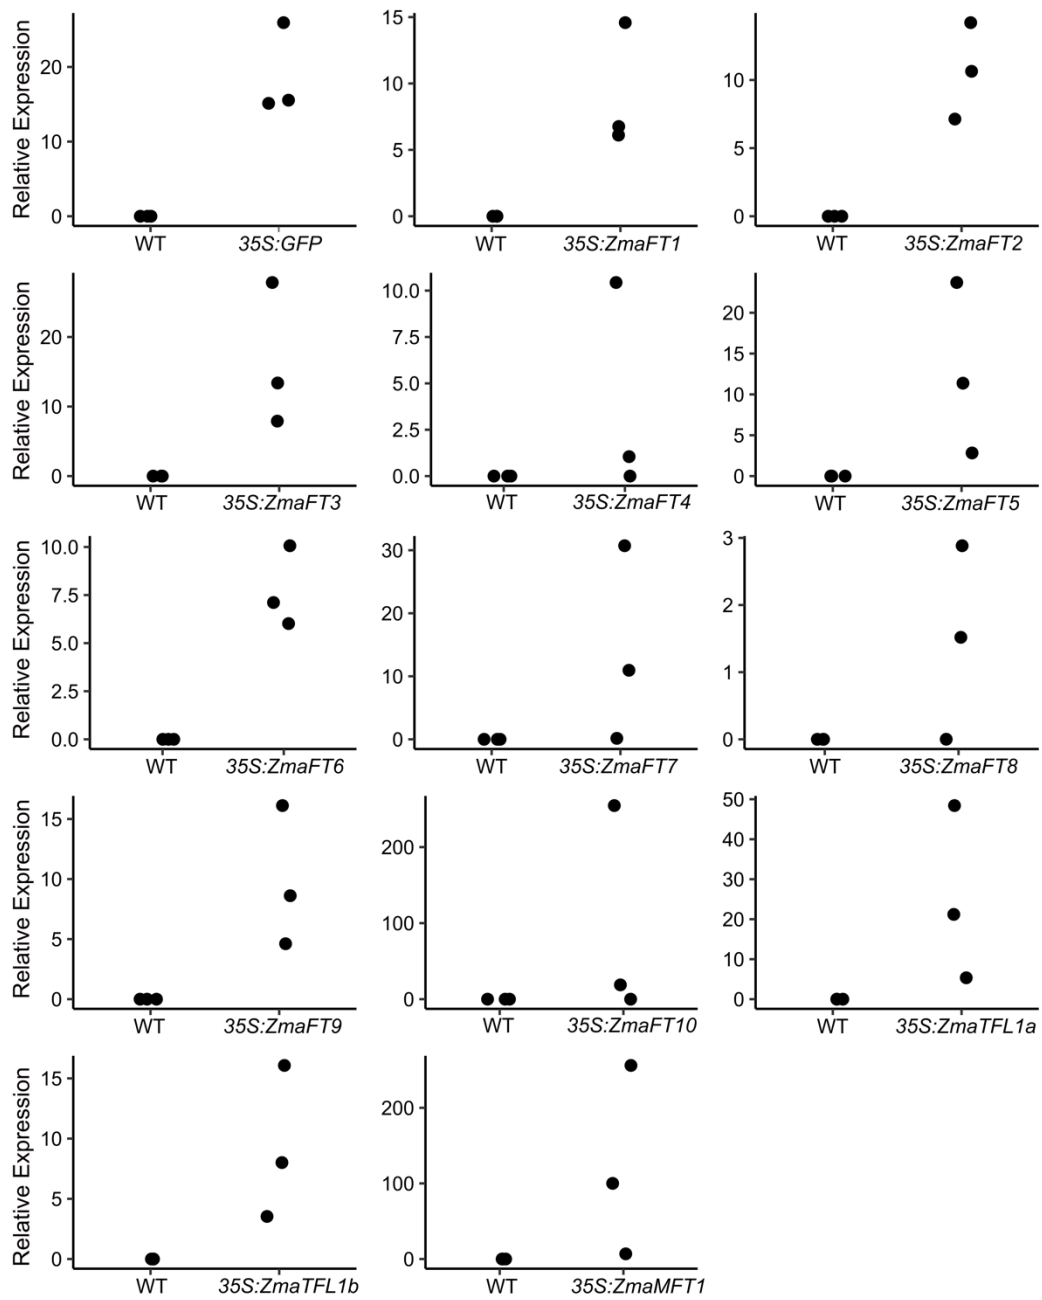 Relative Expression
20
10
0
WT 35S:GFP
15
10
5
0
WT 35S:ZmaFT1
10
5
0
WT 35S:ZmaFT2
Relative Expression
20
10
0
WT 35S:ZmaFT3
10.0
7.5
5.0
2.5
0.0
WT 35S:ZmaFT4
20
15
10
5
0
WT 35S:ZmaFT5
Relative Expression
10.0
7.5
5.0
2.5
0.0
WT 35S:ZmaFT6
30
20
10
0
WT 35S:ZmaFT7
3
2
1
0
WT 35S:ZmaFT8
Relative Expression
15
10
5
0
WT 35S:ZmaFT9
200
100
0
WT 35S:ZmaFT10
50
40
30
20
10
0
WT 35S:ZmaTFL1a
Relative Expression
15
10
5
0
WT 35S:ZmaTFL1b
200
100
0
WT 35S:ZmaMFT1